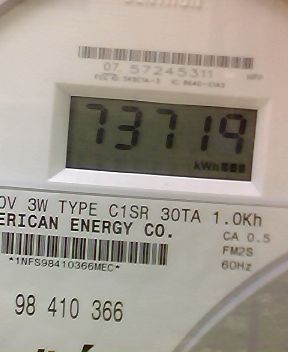 07 57245311
73719
kWh
0V 3W TYPE C1SR 30TA 1.0Kh
ERICAN ENERGY CO.
CA 0.5
FM2S
60Hz
*1NFS98410366MEC*
98 410 366